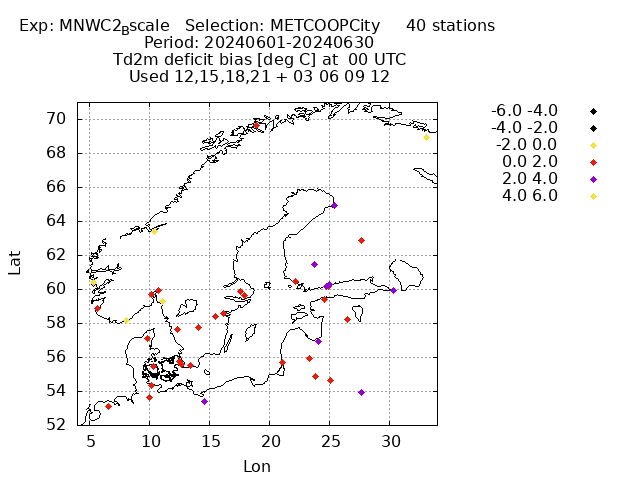 Exp: MNWC2_Bscale   Selection: METCOOPCity     40 stations
Period: 20240601-20240630
Td2m deficit bias [deg C] at  00 UTC
Used 12,15,18,21 + 03 06 09 12
-6.0 -4.0
-4.0 -2.0
-2.0 0.0
0.0 2.0
2.0 4.0
4.0 6.0
70
68
66
64
62
60
58
56
54
52
Lat
5 10 15 20 25 30
Lon